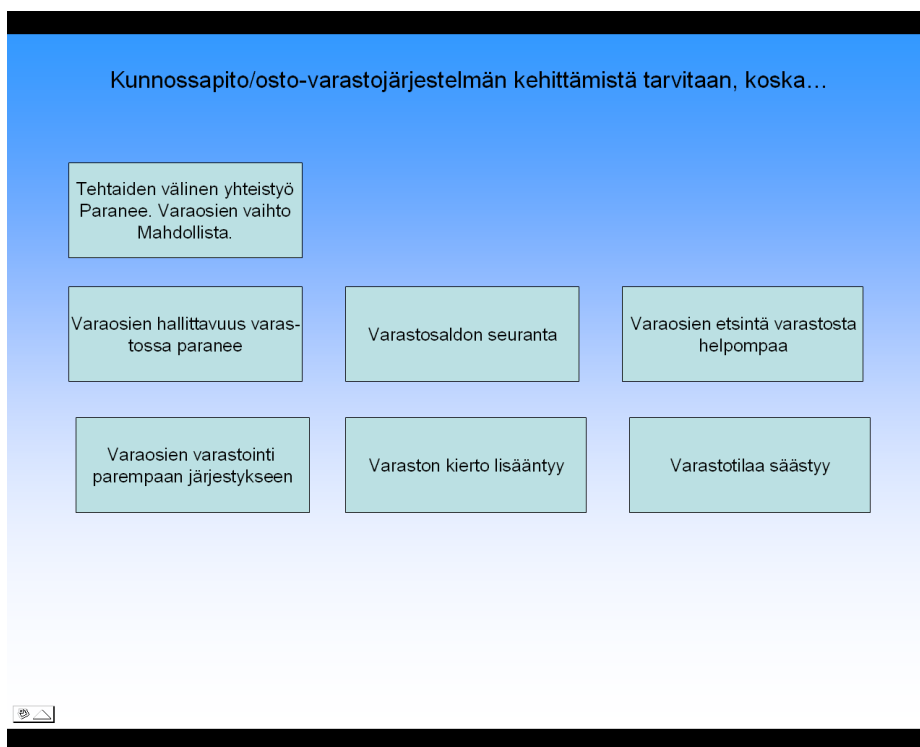 Kunnossapito/osto-varastojärjestelmän kehittämistä tarvitaan, koska…
Tehtaiden välinen yhteistyö
Paranee. Varaosien vaihto
Mahdollista.
Varaosien hallittavuus varas-
tossa paranee
Varastosaldon seuranta
Varaosien etsintä varastosta
helpompaa
Varaosien varastointi
parempaan järjestykseen
Varaston kierto lisääntyy
Varastotilaa säästyy